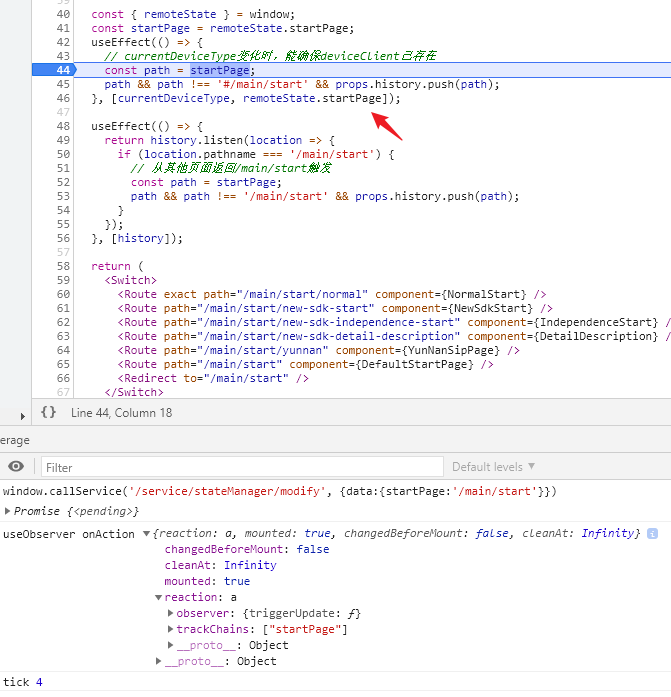 40 const { remoteState } = window;
41 const startPage = remoteState.startPage;
42 useEffect(() => {
43 // currentDeviceType变化时，能确保deviceClient已存在
44 const path = startPage;
45 path && path !== '#/main/start' && props.history.push(path);
46 }, [currentDeviceType, remoteState.startPage]);
47
48 useEffect(() => {
49 return history.listen(location => {
50 if (location.pathname === '/main/start') {
51 // 从其他页面返回/main/start触发
52 const path = startPage;
53 path && path !== '/main/start' && props.history.push(path);
54 }
55 });
56 }, [history]);
57
58 return (
59 <Switch>
60 <Route exact path="/main/start/normal" component={NormalStart} />
61 <Route path="/main/start/new-sdk-start" component={NewSdkStart} />
62 <Route path="/main/start/new-sdk-independence-start" component={IndependenceStart} /
63 <Route path="/main/start/new-sdk-detail-description" component={DetailDescription} /
64 <Route path="/main/start/yunnan" component={YunNanSipPage} />
65 <Route path="/main/start" component={DefaultStartPage} />
66 <Redirect to="/main/start" />
67 </Switch>
{} Line 44, Column 18
erage
Filter Default levels ▼
window.callService('/service/stateManager/modify', {data:{startPage:'/main/start'}})
▶Promise {<pending>}
useObserver onAction ▼{reaction: a, mounted: true, changedBeforeMount: false, cleanAt: Infinity} i
changedBeforeMount: false
cleanAt: Infinity
mounted: true
▼reaction: a
▶observer: {triggerUpdate: ƒ}
▶trackChains: ["startPage"]
▶__proto__: Object
▶__proto__: Object
tick 4